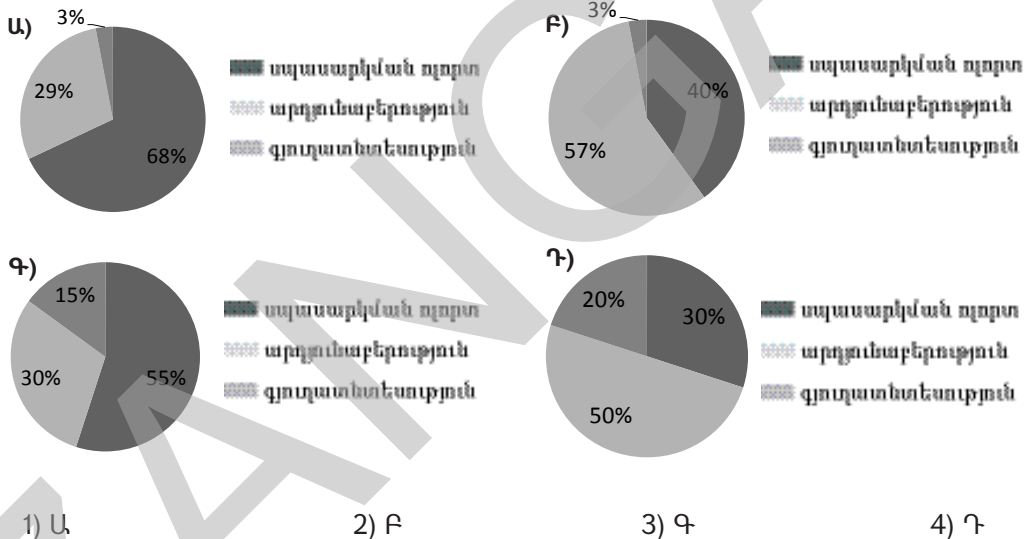 Ա)
3%
29%
68%
սպասարկման ոլորտ
արդյունաբերություն
գյուղատնտեսություն
Բ)
3%
40%
57%
սպասարկման ոլորտ
արդյունաբերություն
գյուղատնտեսություն
Գ)
15%
30%
55%
սպասարկման ոլորտ
արդյունաբերություն
գյուղատնտեսություն
Դ)
20%
30%
50%
սպասարկման ոլորտ
արդյունաբերություն
գյուղատնտեսություն
1) Ա 2) Բ 3) Գ 4) Դ